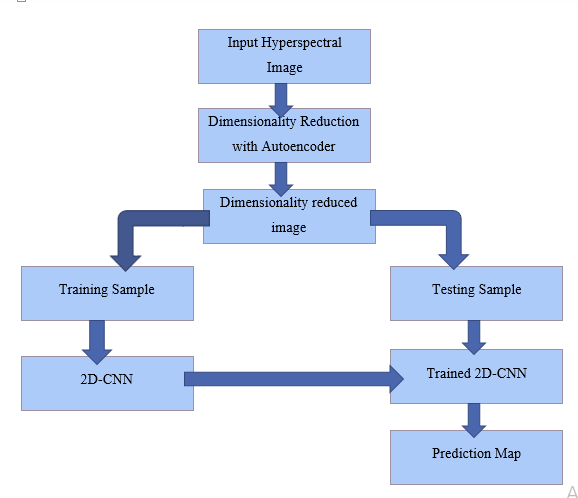 Input Hyperspectral
Image
Dimensionality Reduction
with Autoencoder
Dimensionality reduced
image
Training Sample
Testing Sample
2D-CNN
Trained 2D-CNN
Prediction Map
A